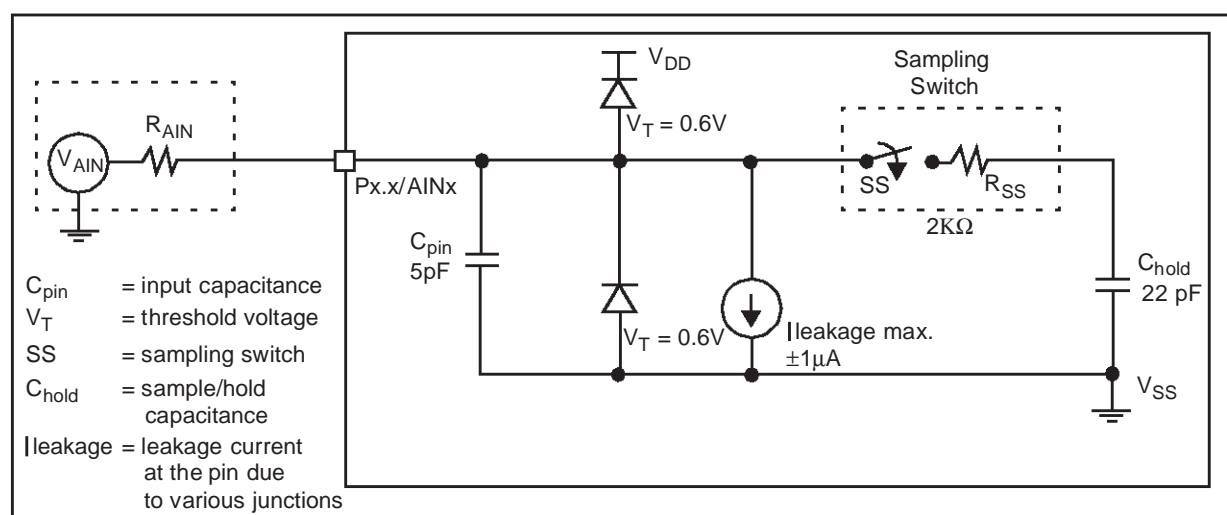 V_DD
Sampling
Switch
R_AIN
V_T = 0.6V
V_AIN
Px.x/AINx
SS
R_SS
2KΩ
C_pin
5pF
C_hold
22 pF
V_T = 0.6V
I leakage max.
±1μA
V_SS
C_pin = input capacitance
V_T = threshold voltage
SS = sampling switch
C_hold = sample/hold
capacitance
I leakage = leakage current
at the pin due
to various junctions